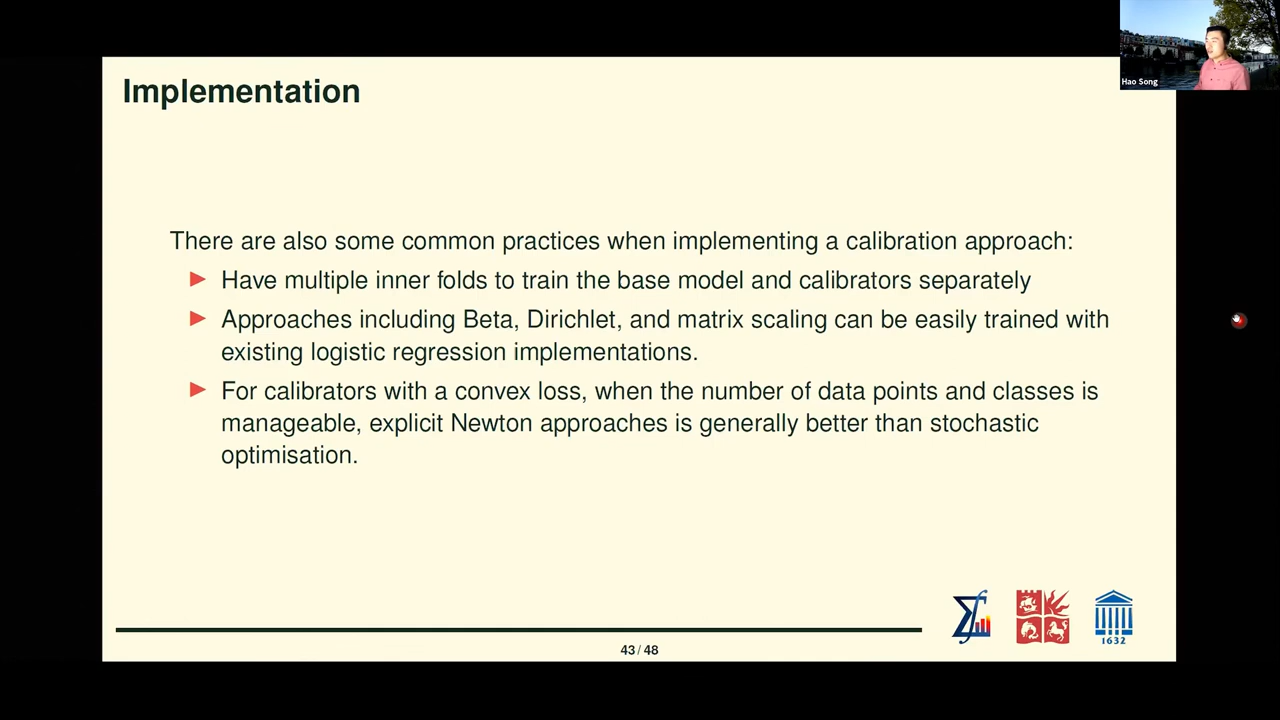 Implementation
Hao Song
There are also some common practices when implementing a calibration approach:
Have multiple inner folds to train the base model and calibrators separately
Approaches including Beta, Dirichlet, and matrix scaling can be easily trained with
existing logistic regression implementations.
For calibrators with a convex loss, when the number of data points and classes is
manageable, explicit Newton approaches is generally better than stochastic
optimisation.
1632
43 / 48